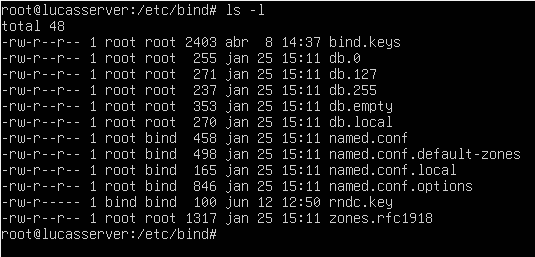 root@lucasserver:/etc/bind# ls -l
total 48
-rw-r--r-- 1 root root 2403 abr  8 14:37 bind.keys
-rw-r--r-- 1 root root  255 jan 25 15:11 db.0
-rw-r--r-- 1 root root  271 jan 25 15:11 db.127
-rw-r--r-- 1 root root  237 jan 25 15:11 db.255
-rw-r--r-- 1 root root  353 jan 25 15:11 db.empty
-rw-r--r-- 1 root root  270 jan 25 15:11 db.local
-rw-r--r-- 1 root bind  458 jan 25 15:11 named.conf
-rw-r--r-- 1 root bind  498 jan 25 15:11 named.conf.default-zones
-rw-r--r-- 1 root bind  165 jan 25 15:11 named.conf.local
-rw-r--r-- 1 root bind  846 jan 25 15:11 named.conf.options
-rw-r----- 1 bind bind  100 jun 12 12:50 rndc.key
-rw-r--r-- 1 root root 1317 jan 25 15:11 zones.rfc1918
root@lucasserver:/etc/bind#